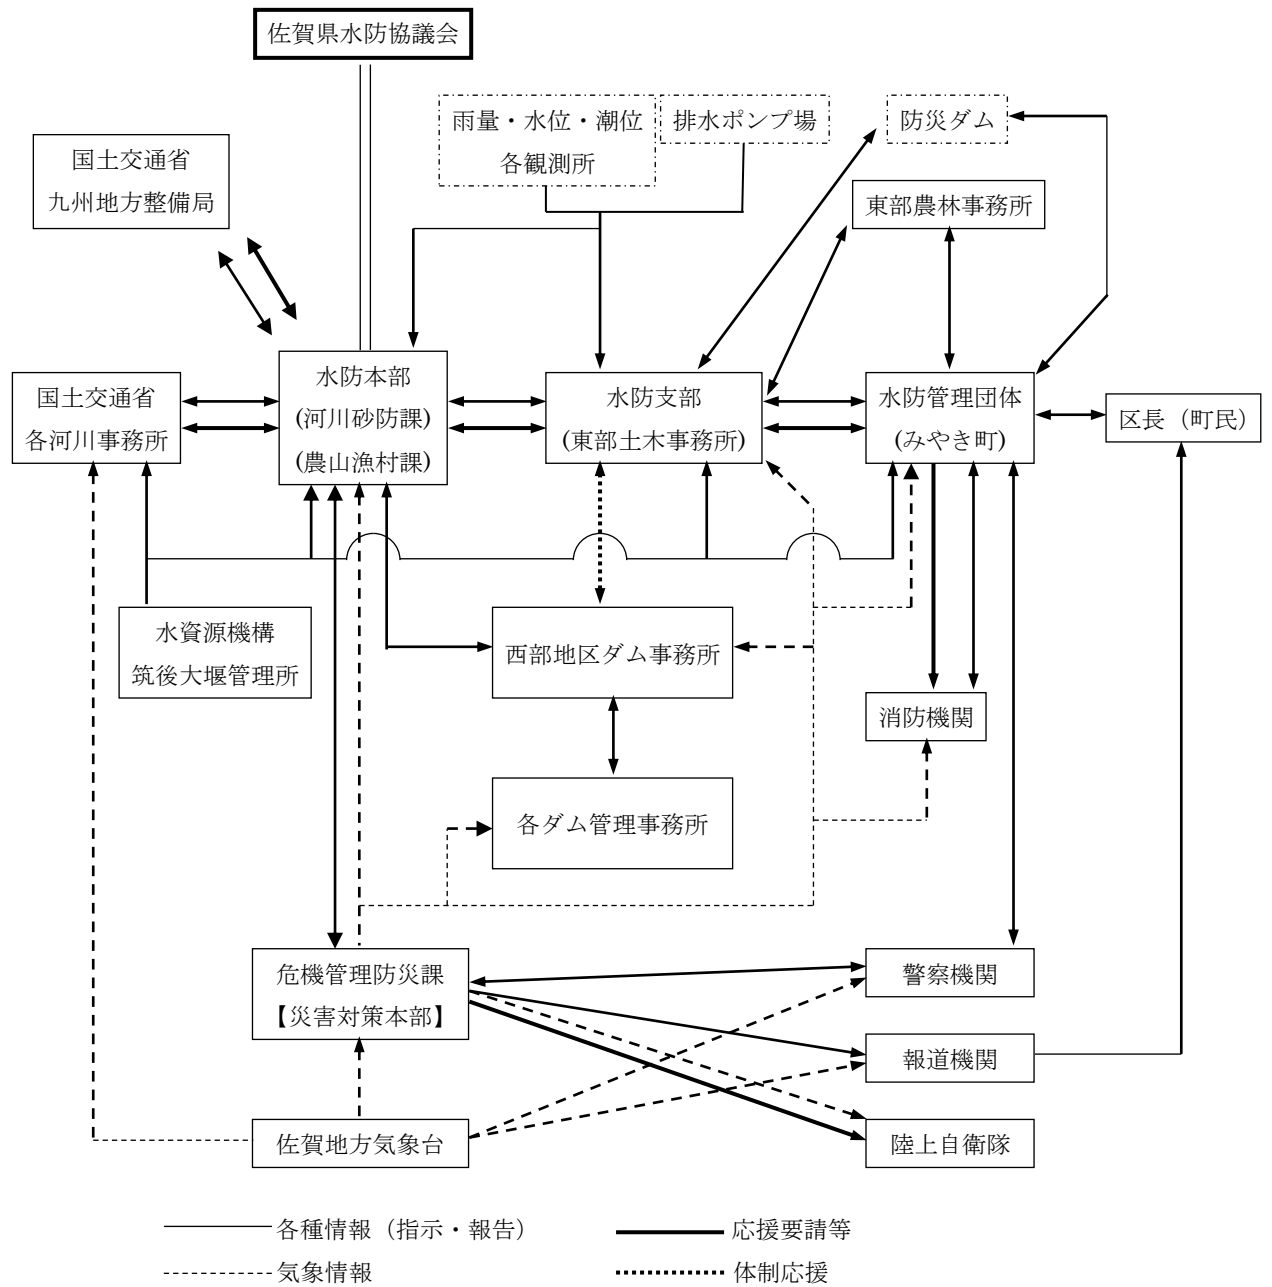 佐賀県水防協議会
雨量・水位・潮位
各観測所
排水ポンプ場
防災ダム
国土交通省
九州地方整備局
東部農林事務所
国土交通省
各河川事務所
水防本部
(河川砂防課)
(農山漁村課)
水防支部
(東部土木事務所)
水防管理団体
(みやき町)
区長（町民）
水資源機構
筑後大堰管理所
西部地区ダム事務所
消防機関
各ダム管理事務所
危機管理防災課
【災害対策本部】
警察機関
報道機関
佐賀地方気象台
陸上自衛隊
各種情報（指示・報告）
応援要請等
気象情報
体制応援